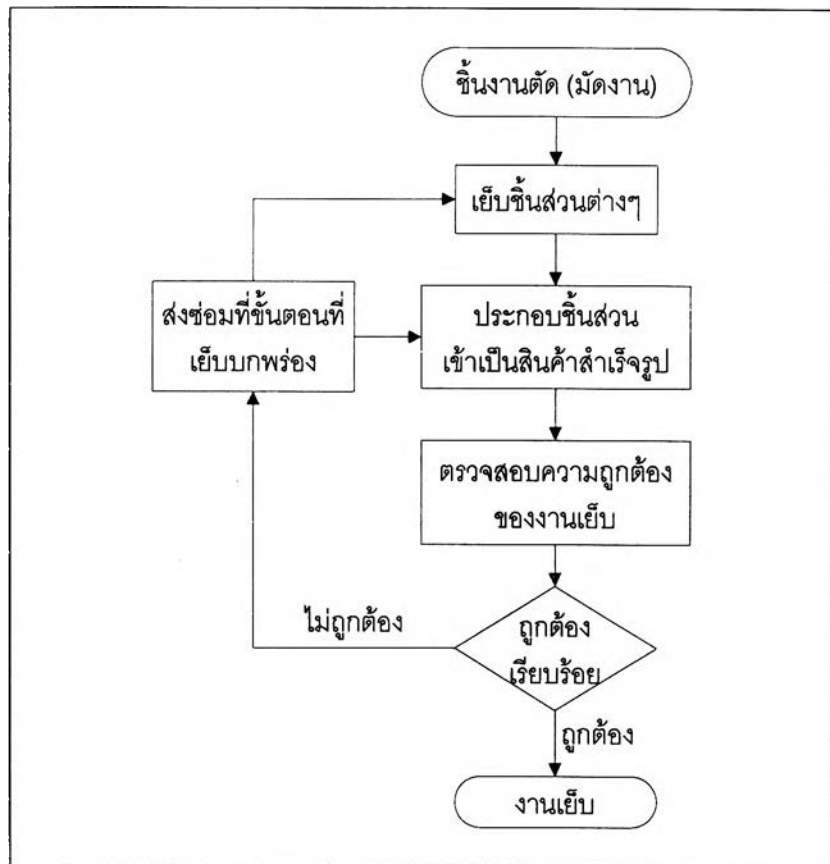 ชิ้นงานตัด (มัดงาน)
เย็บชิ้นส่วนต่างๆ
ส่งซ่อมที่ขั้นตอนที่
เย็บบกพร่อง
ประกอบชิ้นส่วน
เข้าเป็นสินค้าสำเร็จรูป
ตรวจสอบความถูกต้อง
ของงานเย็บ
ไม่ถูกต้อง
ถูกต้อง
เรียบร้อย
ถูกต้อง
งานเย็บ